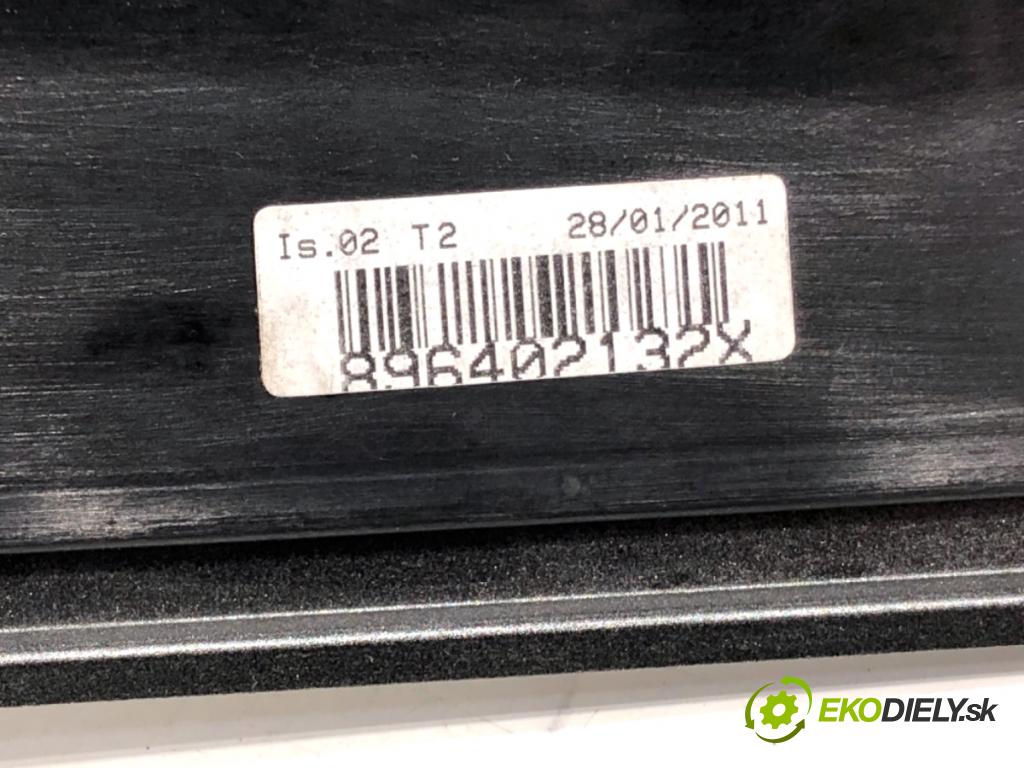 Is.02 T2 28/01/2011
896402132X
EKODIELY.sk